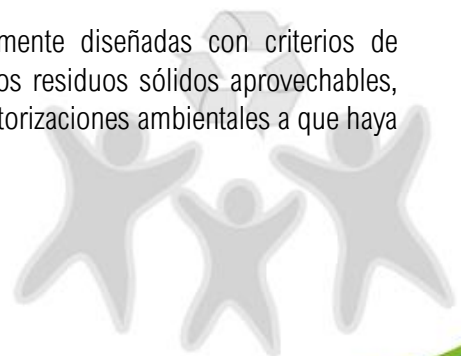 mente diseñadas con criterios de
os residuos sólidos aprovechables,
torizaciones ambientales a que haya